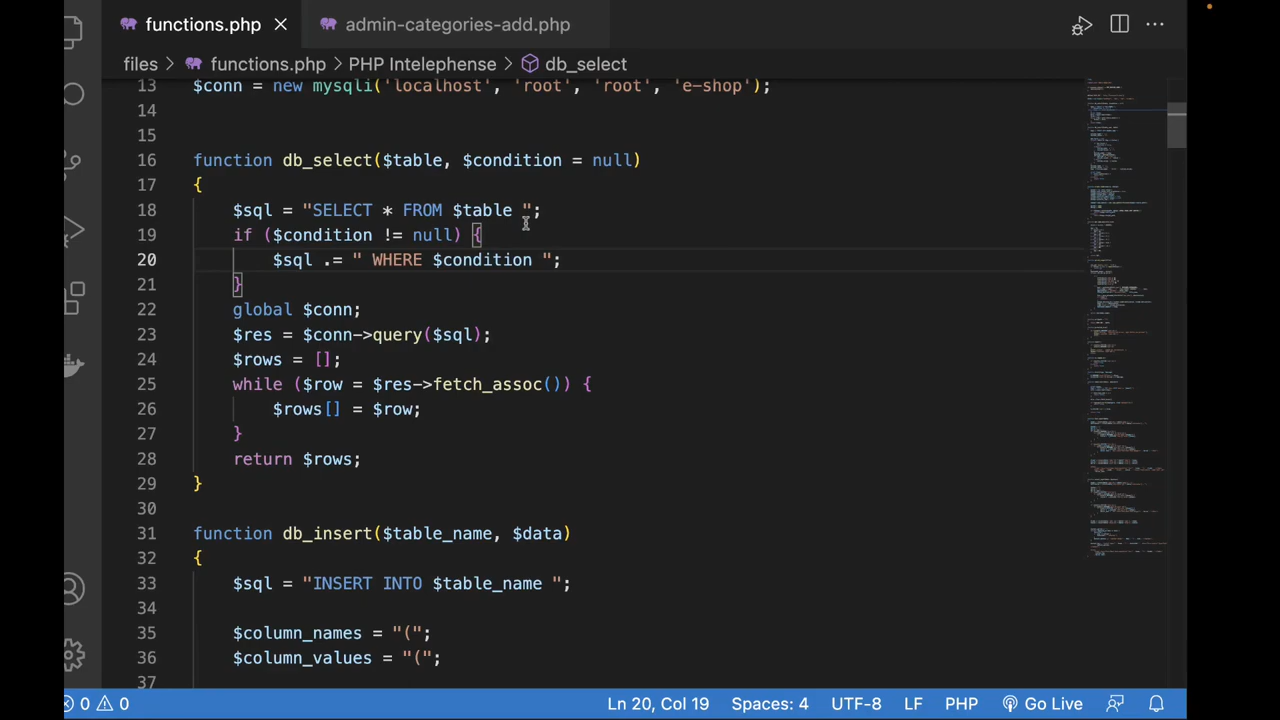 functions.php
admin-categories-add.php
files > functions.php > PHP Intelephense > db_select
13 $conn = new mysqli('localhost', 'root', 'root', 'e-shop');
14
15
16 function db_select($table, $condition = null)
17 {
18 $sql = "SELECT * FROM $table ";
19 if ($condition != null) {
20 $sql .= " WHERE $condition ";
21 }
22 global $conn;
23 $res = $conn->query($sql);
24 $rows = [];
25 while ($row = $res->fetch_assoc()) {
26 $rows[] = $row;
27 }
28 return $rows;
29 }
30
31 function db_insert($table_name, $data)
32 {
33 $sql = "INSERT INTO $table_name ";
34
35 $column_names = "(";
36 $column_values = "(";
37
0 0 Ln 20, Col 19 Spaces: 4 UTF-8 LF PHP Go Live